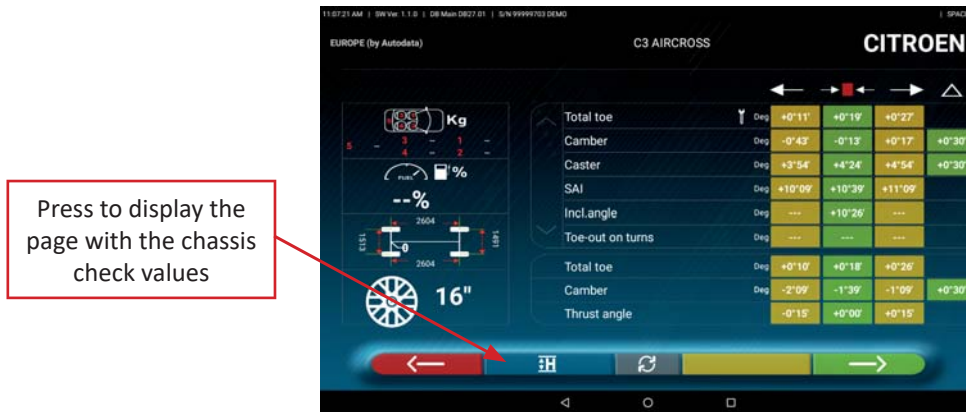 11:07:21 AM | SW Ver. 1.1.0 | DB Main DB27.01 | S/N 99999703 DEMO | SPACE
EUROPE (by Autodata) C3 AIRCROSS CITROEN
Kg
5 - 3 - 1 -
4 - 2 -
FUEL %
--%
2604
1513 0 1491
2604
16"
Total toe Deg +0°11' +0°19' +0°27'
Camber Deg -0°43' -0°13' +0°17' +0°30'
Caster Deg +3°54' +4°24' +4°54' +0°30'
SAI Deg +10°09' +10°39' +11°09'
Incl.angle Deg --- +10°26' ---
Toe-out on turns Deg --- --- ---
Total toe Deg +0°10' +0°18' +0°26'
Camber Deg -2°09' -1°39' -1°09' +0°30'
Thrust angle -0°15' +0°00' +0°15'
H
Press to display the
page with the chassis
check values